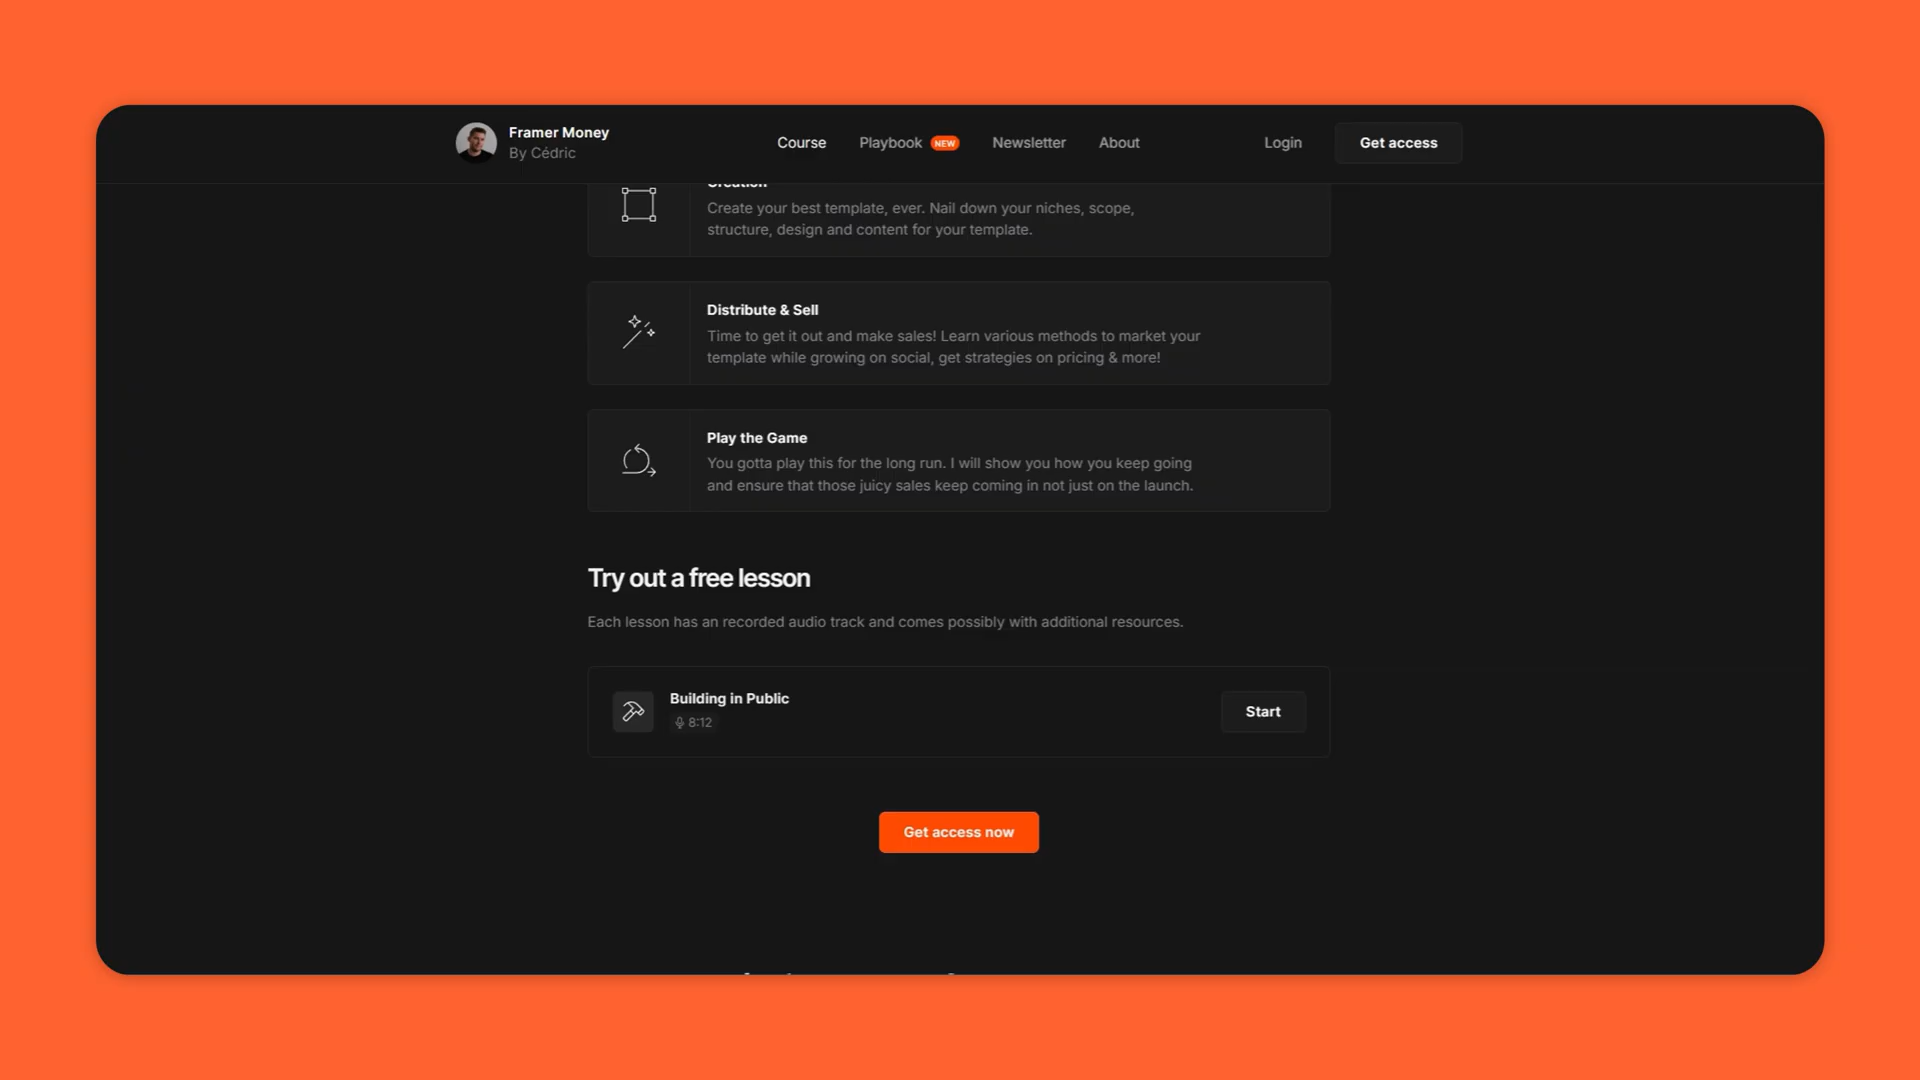 Framer Money
By Cédric
Course
Playbook NEW
Newsletter
About
Login
Get access
Creation
Create your best template, ever. Nail down your niches, scope,
structure, design and content for your template.
Distribute & Sell
Time to get it out and make sales! Learn various methods to market your
template while growing on social, get strategies on pricing & more!
Play the Game
You gotta play this for the long run. I will show you how you keep going
and ensure that those juicy sales keep coming in not just on the launch.
Try out a free lesson
Each lesson has an recorded audio track and comes possibly with additional resources.
Building in Public
8:12
Start
Get access now